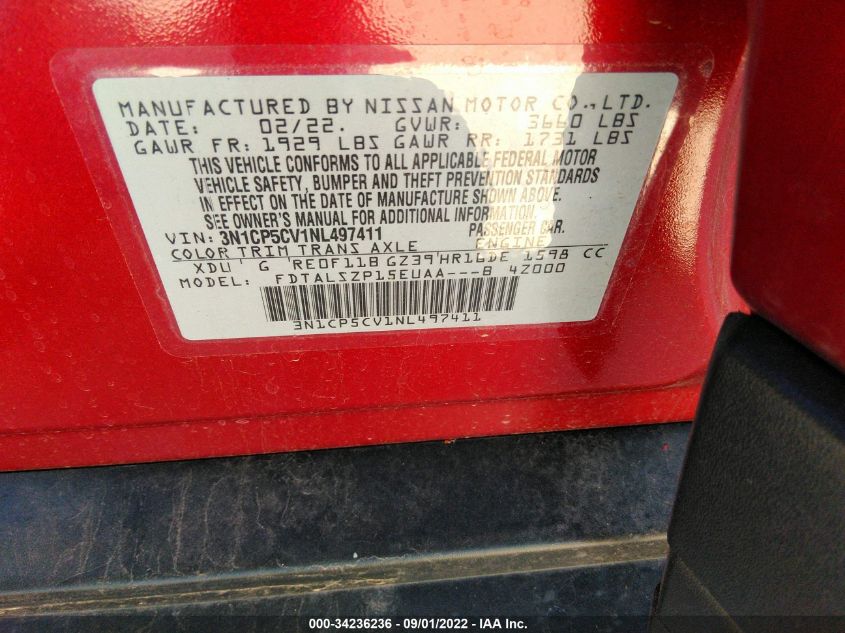 MANUFACTURED BY NISSAN MOTOR CO., LTD.
DATE: 02/22. GVWR: 3660 LBS
GAWR FR: 1929 LBS GAWR RR: 1731 LBS
THIS VEHICLE CONFORMS TO ALL APPLICABLE FEDERAL MOTOR
VEHICLE SAFETY, BUMPER AND THEFT PREVENTION STANDARDS
IN EFFECT ON THE DATE OF MANUFACTURE SHOWN ABOVE.
SEE OWNER'S MANUAL FOR ADDITIONAL INFORMATION.
VIN: 3N1CP5CV1NL497411 PASSENGER CAR.
COLOR TRIM TRANS AXLE ENGINE
XDU G RE0F11B GZ39 HR16DE 1598 CC
MODEL: FDTALSZP15EUAA---B 4Z000
3N1CP5CV1NL497411
000-34236236 - 09/01/2022 - IAA Inc.